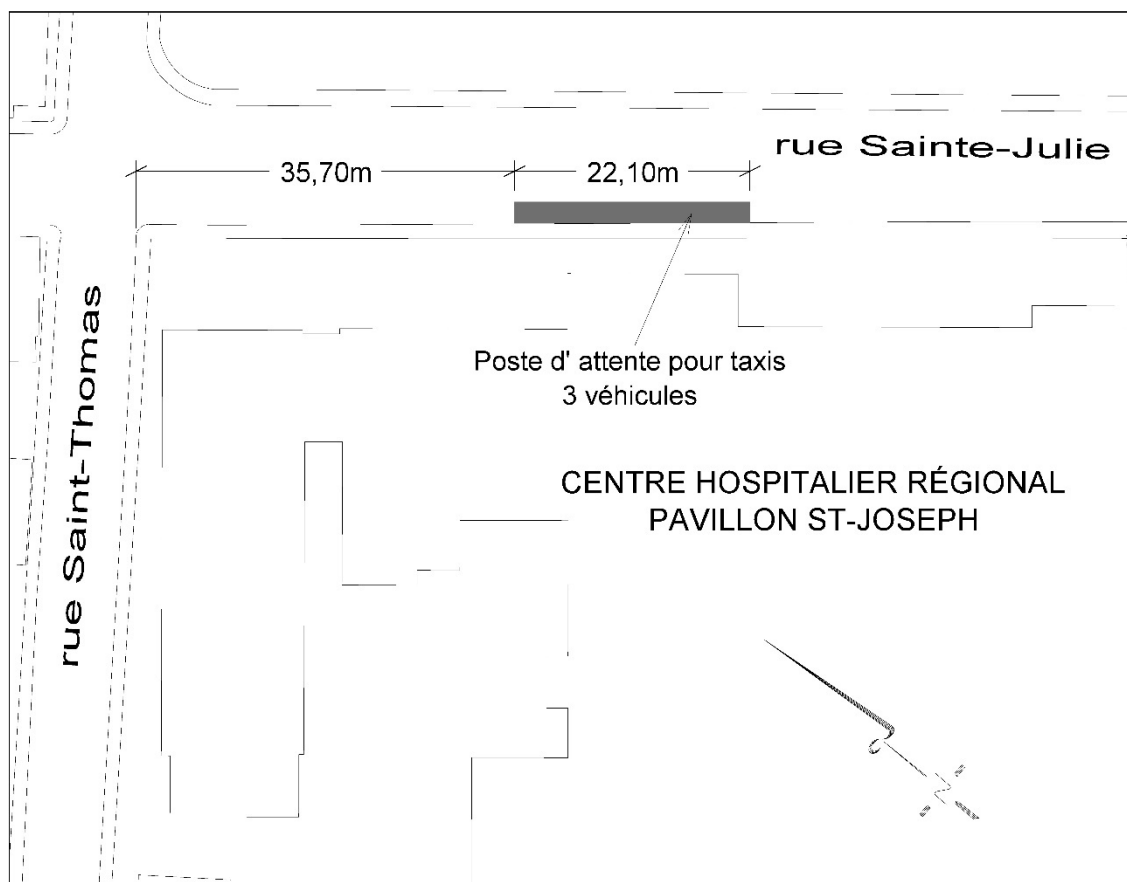 rue Sainte-Julie
35,70m
22,10m
rue Saint-Thomas
Poste d' attente pour taxis
3 véhicules
CENTRE HOSPITALIER RÉGIONAL
PAVILLON ST-JOSEPH
N